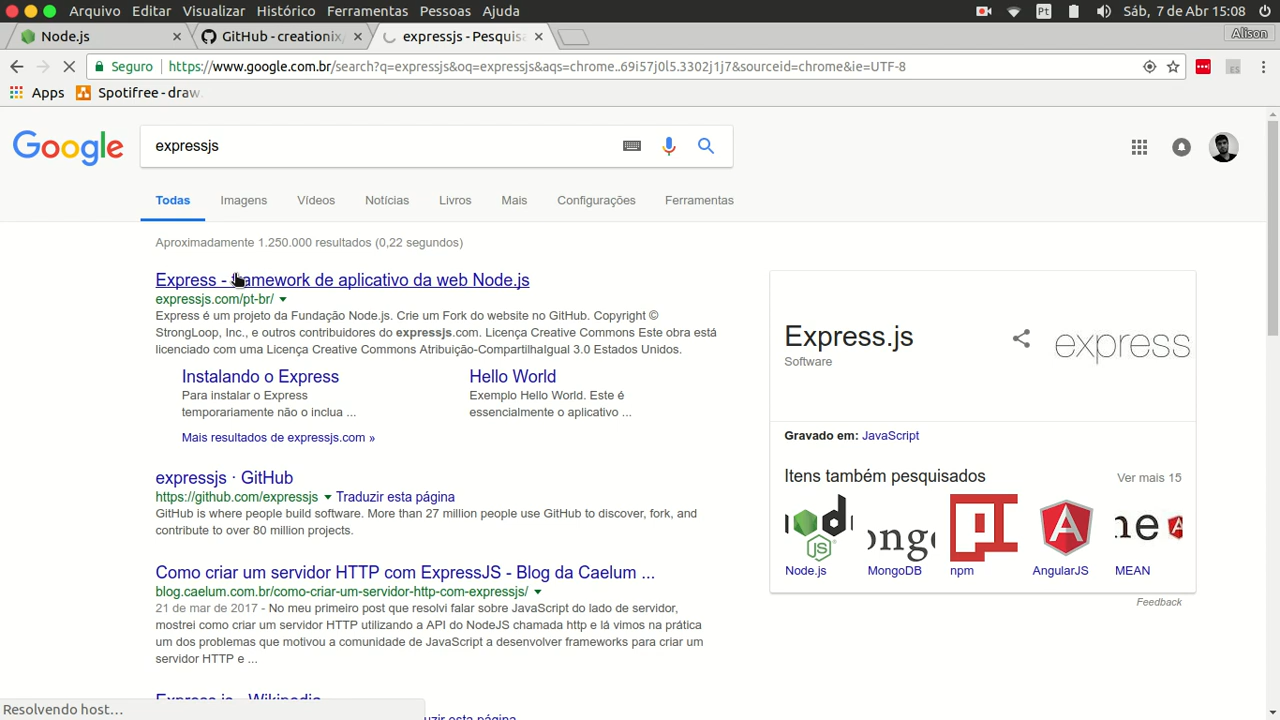 Arquivo Editar Visualizar Histórico Ferramentas Pessoas Ajuda
Pt Sáb, 7 de Abr 15:08
Node.js
GitHub - creationix/
expressjs - Pesquis
Alison
Seguro https://www.google.com.br/search?q=expressjs&oq=expressjs&aqs=chrome..69i57j0l5.3302j1j7&sourceid=chrome&ie=UTF-8
ES
Apps Spotifree - draw
Google
expressjs
Todas Imagens Vídeos Notícias Livros Mais Configurações Ferramentas
Aproximadamente 1.250.000 resultados (0,22 segundos)
Express - framework de aplicativo da web Node.js
expressjs.com/pt-br/
Express é um projeto da Fundação Node.js. Crie um Fork do website no GitHub. Copyright ©
StrongLoop, Inc., e outros contribuidores do expressjs.com. Licença Creative Commons Este obra está
licenciado com uma Licença Creative Commons Atribuição-CompartilhaIgual 3.0 Estados Unidos.
Instalando o Express
Para instalar o Express
temporariamente não o inclua ...
Hello World
Exemplo Hello World. Este é
essencialmente o aplicativo ...
Mais resultados de expressjs.com »
expressjs · GitHub
https://github.com/expressjs Traduzir esta página
GitHub is where people build software. More than 27 million people use GitHub to discover, fork, and
contribute to over 80 million projects.
Como criar um servidor HTTP com ExpressJS - Blog da Caelum ...
blog.caelum.com.br/como-criar-um-servidor-http-com-expressjs/
21 de mar de 2017 - No meu primeiro post que resolvi falar sobre JavaScript do lado de servidor,
mostrei como criar um servidor HTTP utilizando a API do NodeJS chamada http e lá vimos na prática
um dos problemas que motivou a comunidade de JavaScript a desenvolver frameworks para criar um
servidor HTTP e ...
Express.js - Wikipedia
uzir esta página
Resolvendo host...
Express.js
Software
express
Gravado em: JavaScript
Itens também pesquisados
Ver mais 15
Node.js MongoDB npm AngularJS MEAN
Feedback